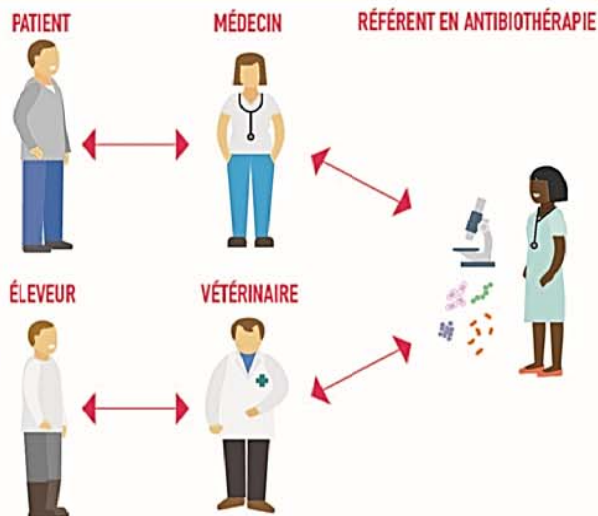 PATIENT
MÉDECIN
RÉFÉRENT EN ANTIBIOTHÉRAPIE
ÉLEVEUR
VÉTÉRINAIRE